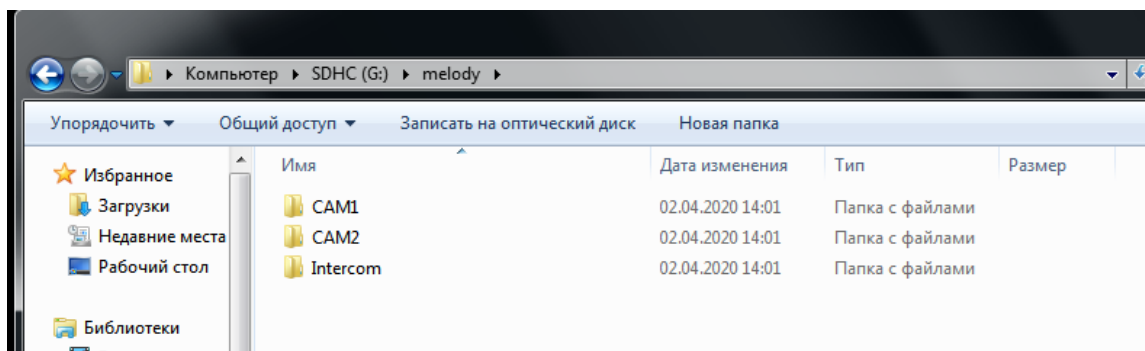 Компьютер ▸ SDHC (G:) ▸ melody ▸
Упорядочить Общий доступ Записать на оптический диск Новая папка
Избранное
Загрузки
Недавние места
Рабочий стол
Библиотеки
Имя Дата изменения Тип Размер
CAM1 02.04.2020 14:01 Папка с файлами
CAM2 02.04.2020 14:01 Папка с файлами
Intercom 02.04.2020 14:01 Папка с файлами